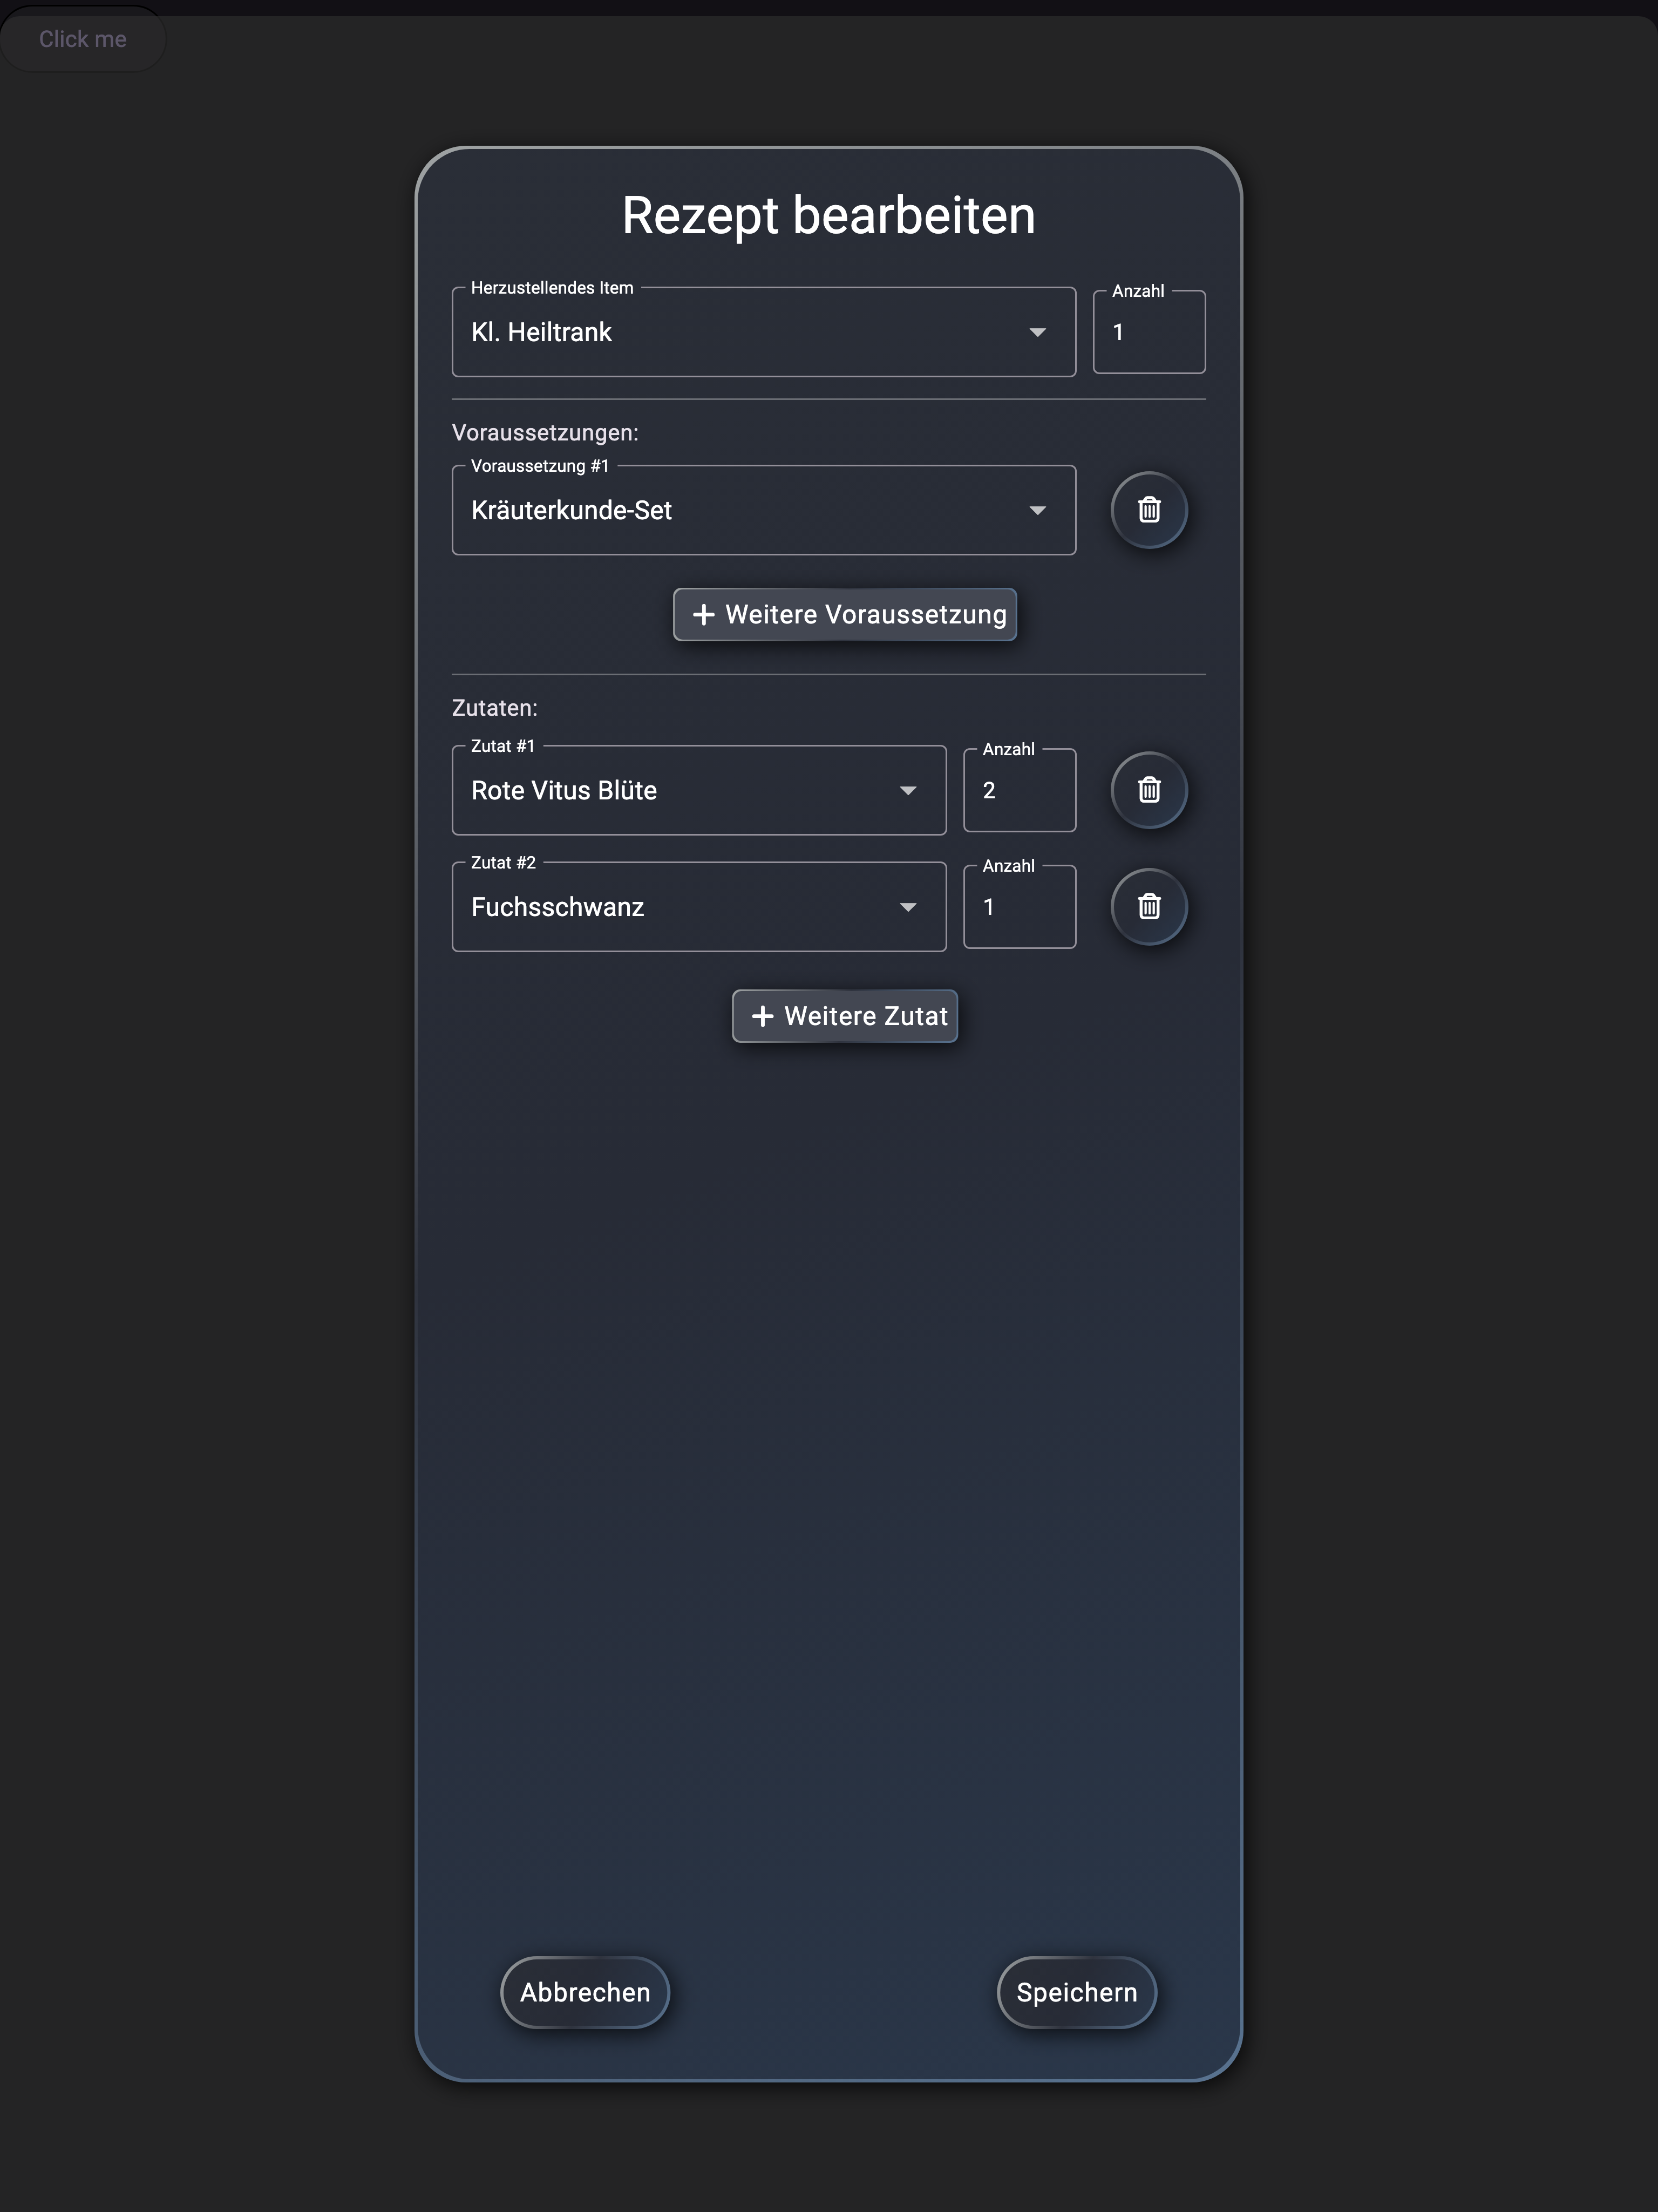 Click me
Rezept bearbeiten
Herzustellendes Item
Anzahl
Kl. Heiltrank
1
Voraussetzungen:
Voraussetzung #1
Kräuterkunde-Set
+ Weitere Voraussetzung
Zutaten:
Zutat #1
Anzahl
Rote Vitus Blüte
2
Zutat #2
Anzahl
Fuchsschwanz
1
+ Weitere Zutat
Abbrechen
Speichern